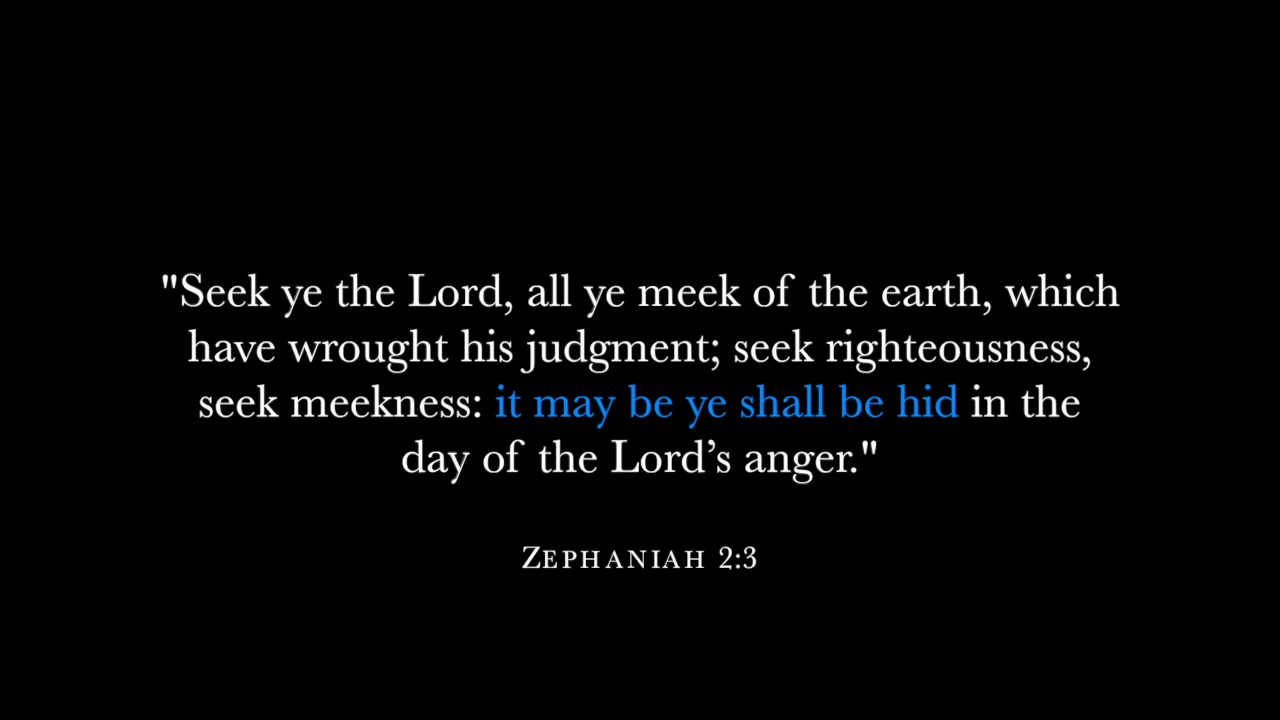 "Seek ye the Lord, all ye meek of the earth, which
have wrought his judgment; seek righteousness,
seek meekness: it may be ye shall be hid in the
day of the Lord’s anger."
ZEPHANIAH 2:3